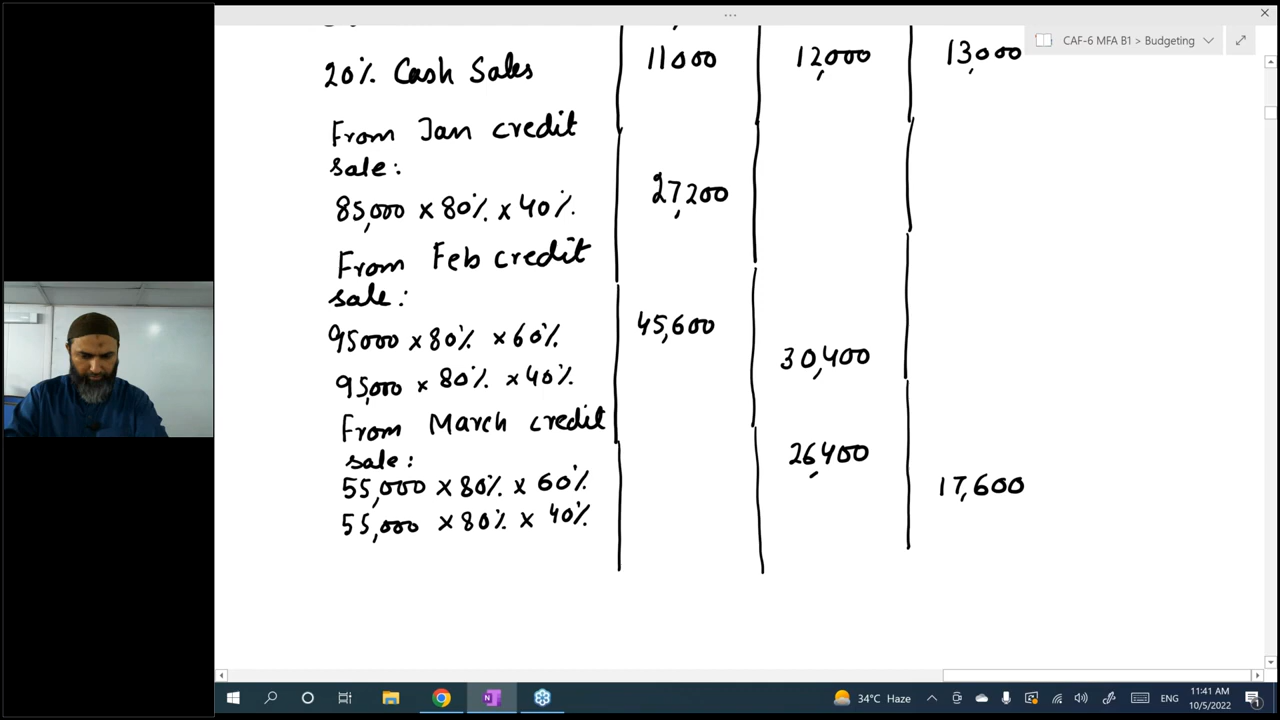 CAF-6 MFA B1 > Budgeting
20% Cash Sales 11000 12,000 13,000
From Jan credit
sale:
85,000 x 80% x 40% 27,200
From Feb credit
sale:
95000 x 80% x 60% 45,600
95,000 x 80% x 40% 30,400
From March credit
sale:
55,000 x 80% x 60% 26,400
55,000 x 80% x 40% 17,600
34°C Haze
ENG
11:41 AM
10/5/2022